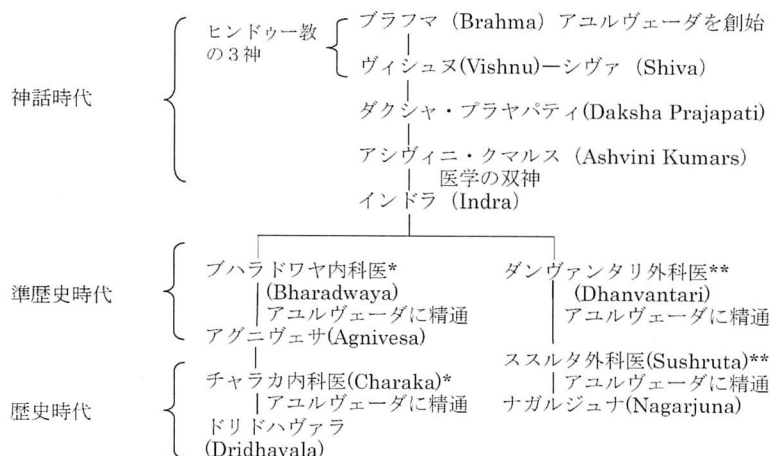 ブラフマ (Brahma) アユルヴェーダを創始
ヒンドゥー教
の3神
ヴィシュヌ(Vishnu)ーシヴァ (Shiva)
神話時代
ダクシャ・プラヤパティ(Daksha Prajapati)
アシヴィニ・クマルス (Ashvini Kumars)
医学の双神
インドラ (Indra)
準歴史時代
ブハラドワヤ内科医*
(Bharadwaya)
アユルヴェーダに精通
アグニヴェサ(Agnivesa)
ダンヴァンタリ外科医**
(Dhanvantari)
アユルヴェーダに精通
歴史時代
チャラカ内科医(Charaka)*
アユルヴェーダに精通
ドリドハヴァラ
(Dridhavala)
ススルタ外科医(Sushruta)**
アユルヴェーダに精通
ナガルジュナ(Nagarjuna)